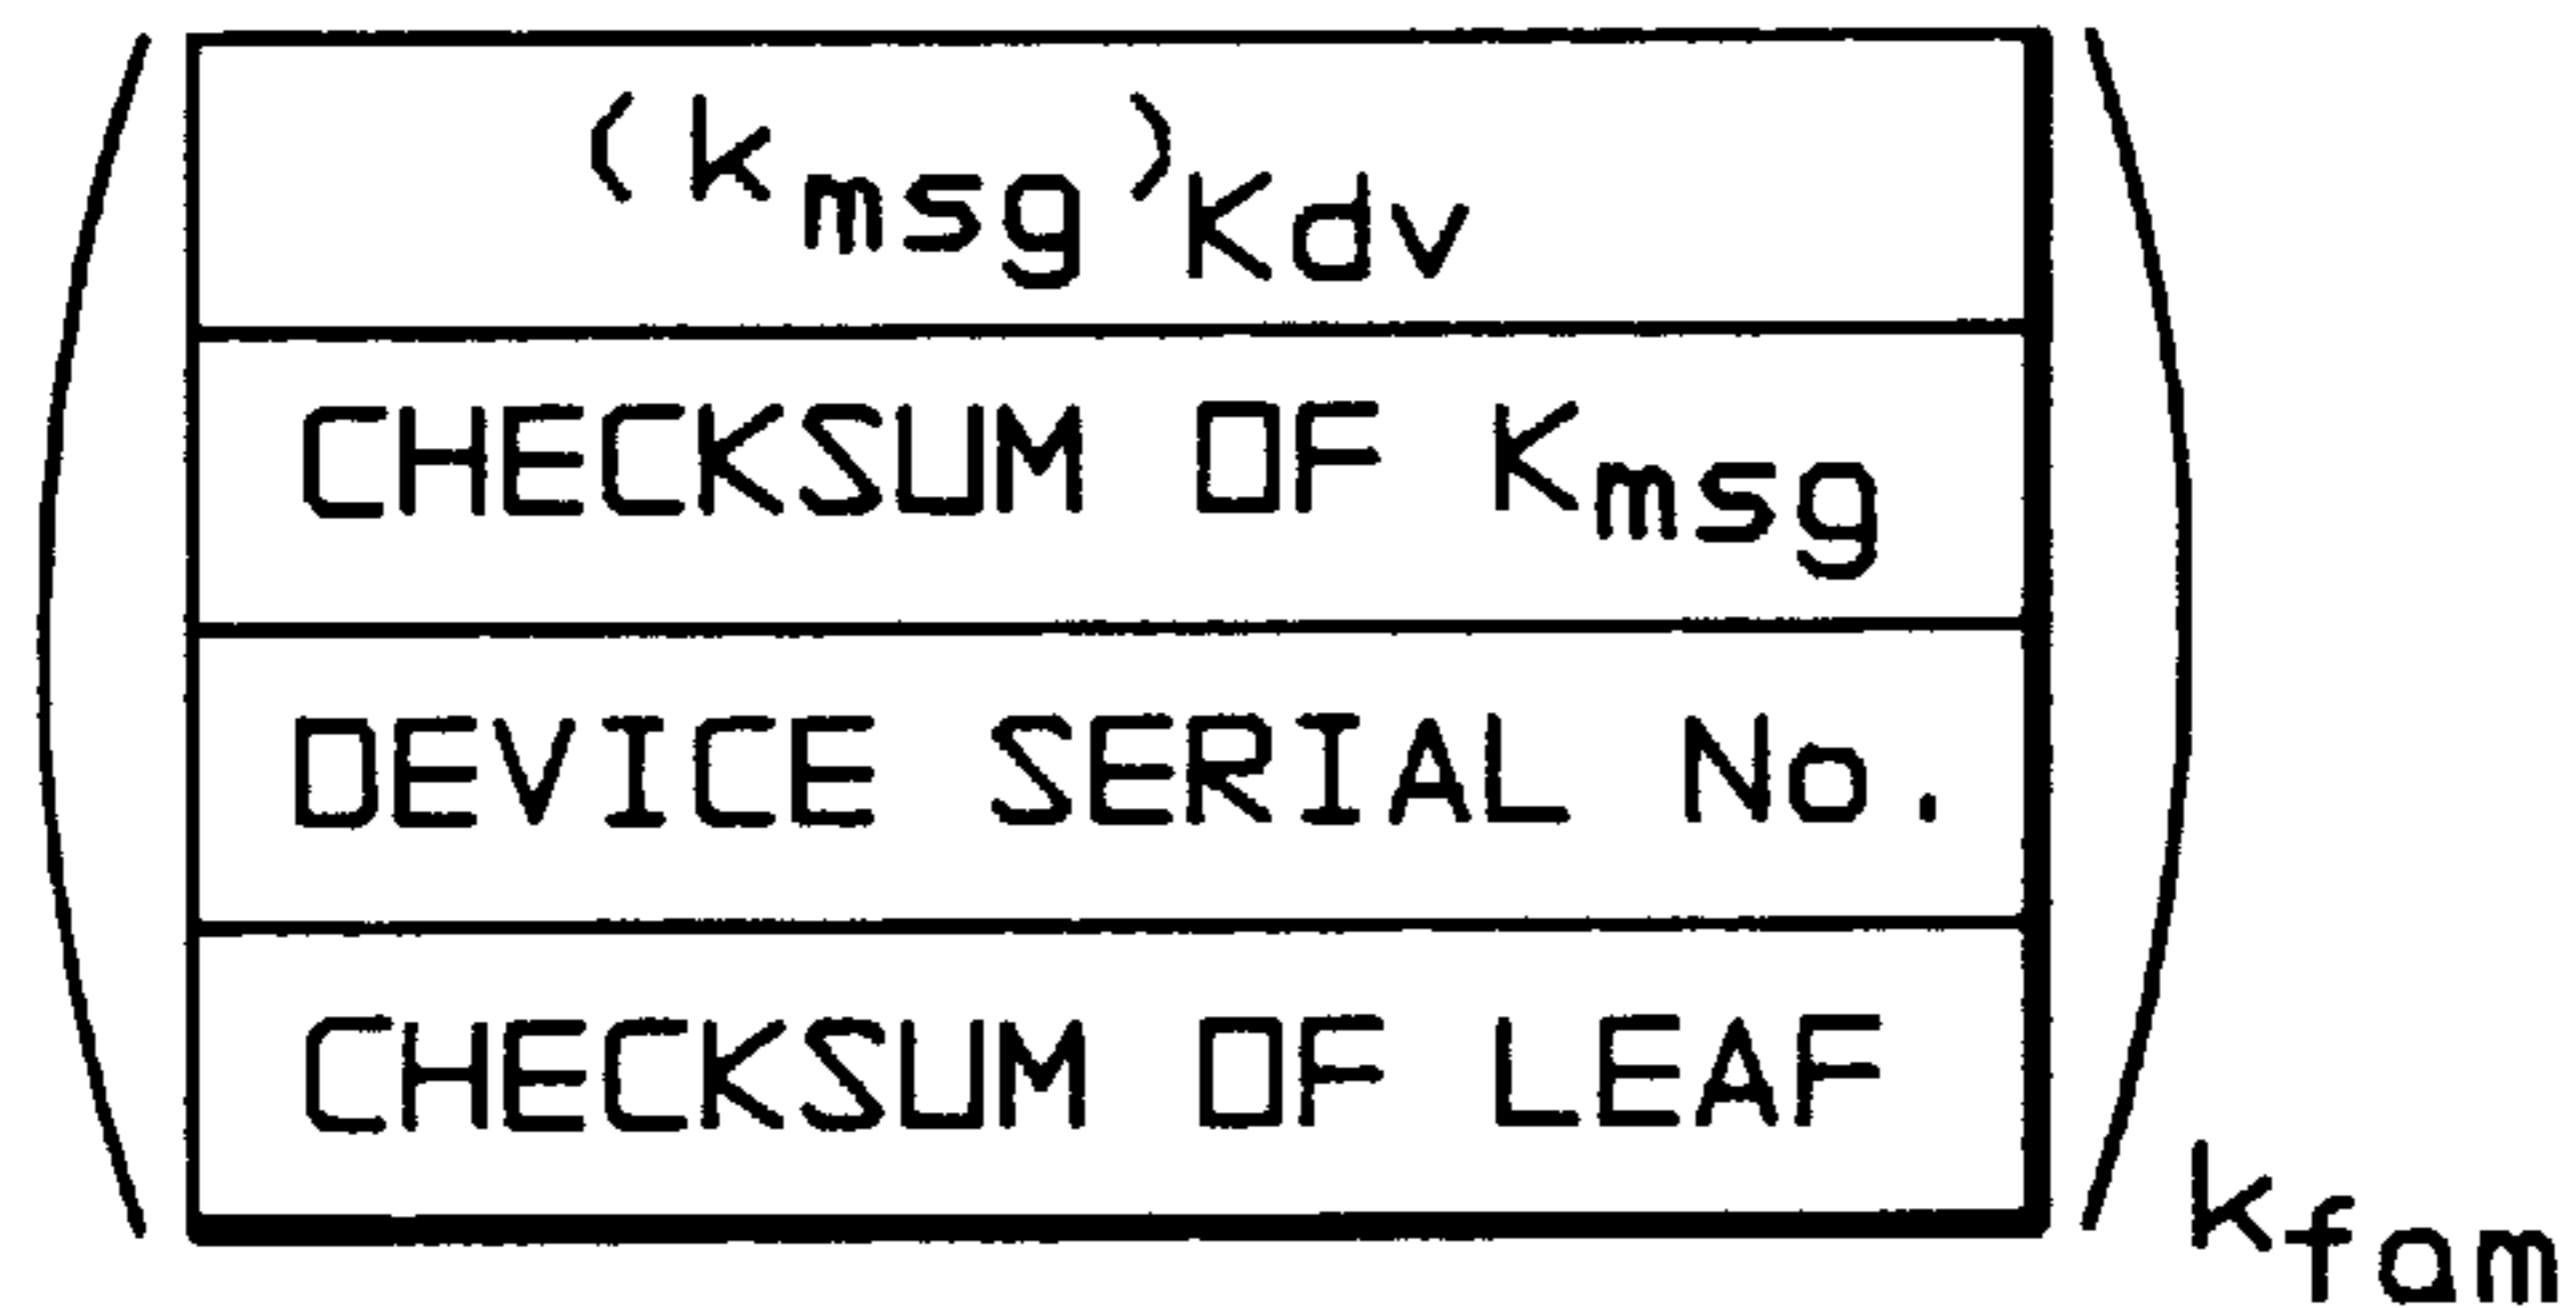 (kmsg)Kdv
CHECKSUM OF Kmsg
DEVICE SERIAL No.
CHECKSUM OF LEAF
kfam